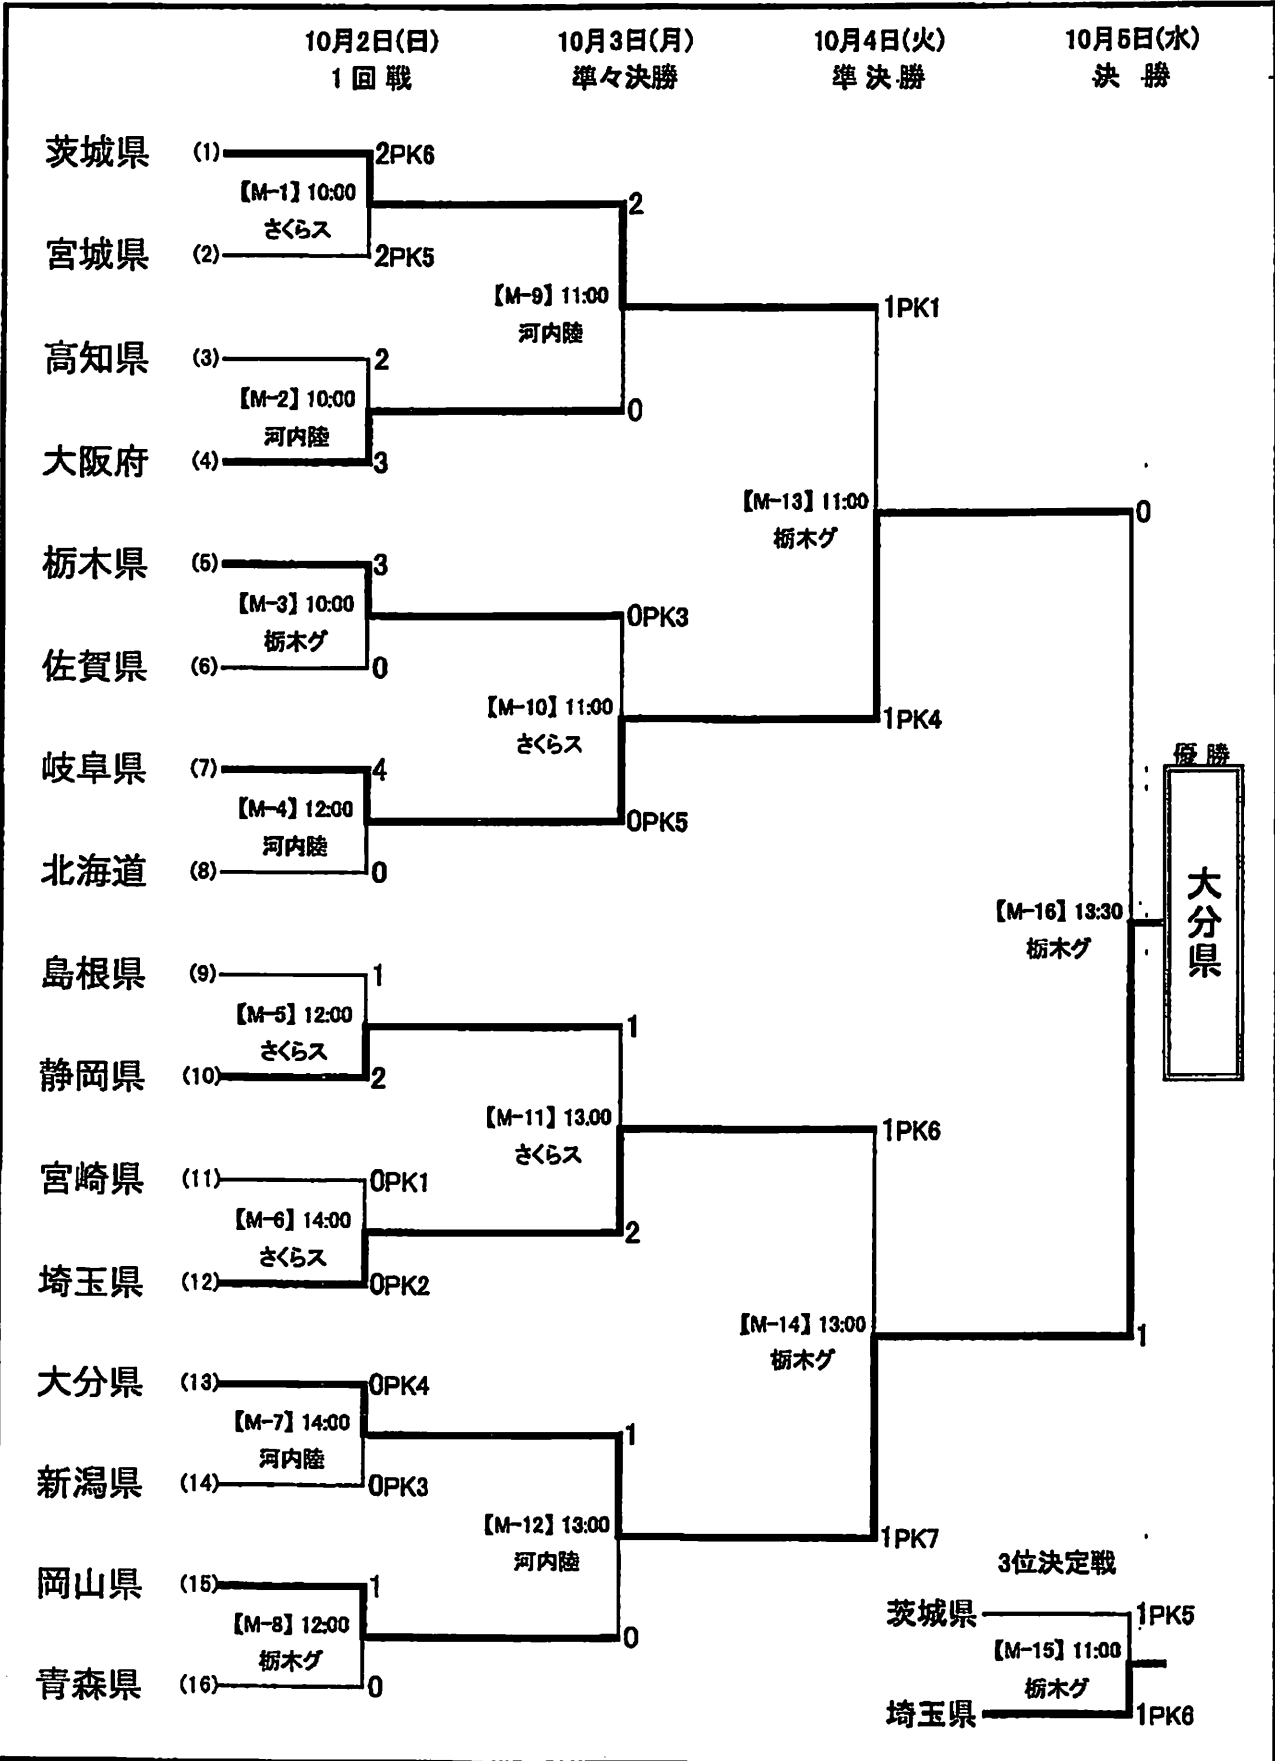 10月2日(日) 10月3日(月) 10月4日(火) 10月5日(水)
1回戦 準々決勝 準決勝 決勝
茨城県 (1) 2PK6
【M-1】10:00
さくらス
2
宮城県 (2) 2PK5
【M-9】11:00
河内陸
1PK1
高知県 (3) 2
【M-2】10:00
河内陸
0
大阪府 (4) 3
【M-13】11:00
栃木グ
0
栃木県 (5) 3
【M-3】10:00
栃木グ
0PK3
佐賀県 (6) 0
【M-10】11:00
さくらス
1PK4
岐阜県 (7) 4
【M-4】12:00
河内陸
0PK5
北海道 (8) 0
優勝
大分県
【M-16】13:30
栃木グ
島根県 (9) 1
【M-5】12:00
さくらス
1
静岡県 (10) 2
【M-11】13.00
さくらス
1PK6
宮崎県 (11) 0PK1
【M-6】14:00
さくらス
2
埼玉県 (12) 0PK2
【M-14】13:00
栃木グ
1
大分県 (13) 0PK4
【M-7】14:00
河内陸
1
新潟県 (14) 0PK3
【M-12】13:00
河内陸
1PK7
岡山県 (15) 1
【M-8】12:00
栃木グ
0
青森県 (16) 0
3位決定戦
茨城県 1PK5
【M-15】11:00
栃木グ
埼玉県 1PK6